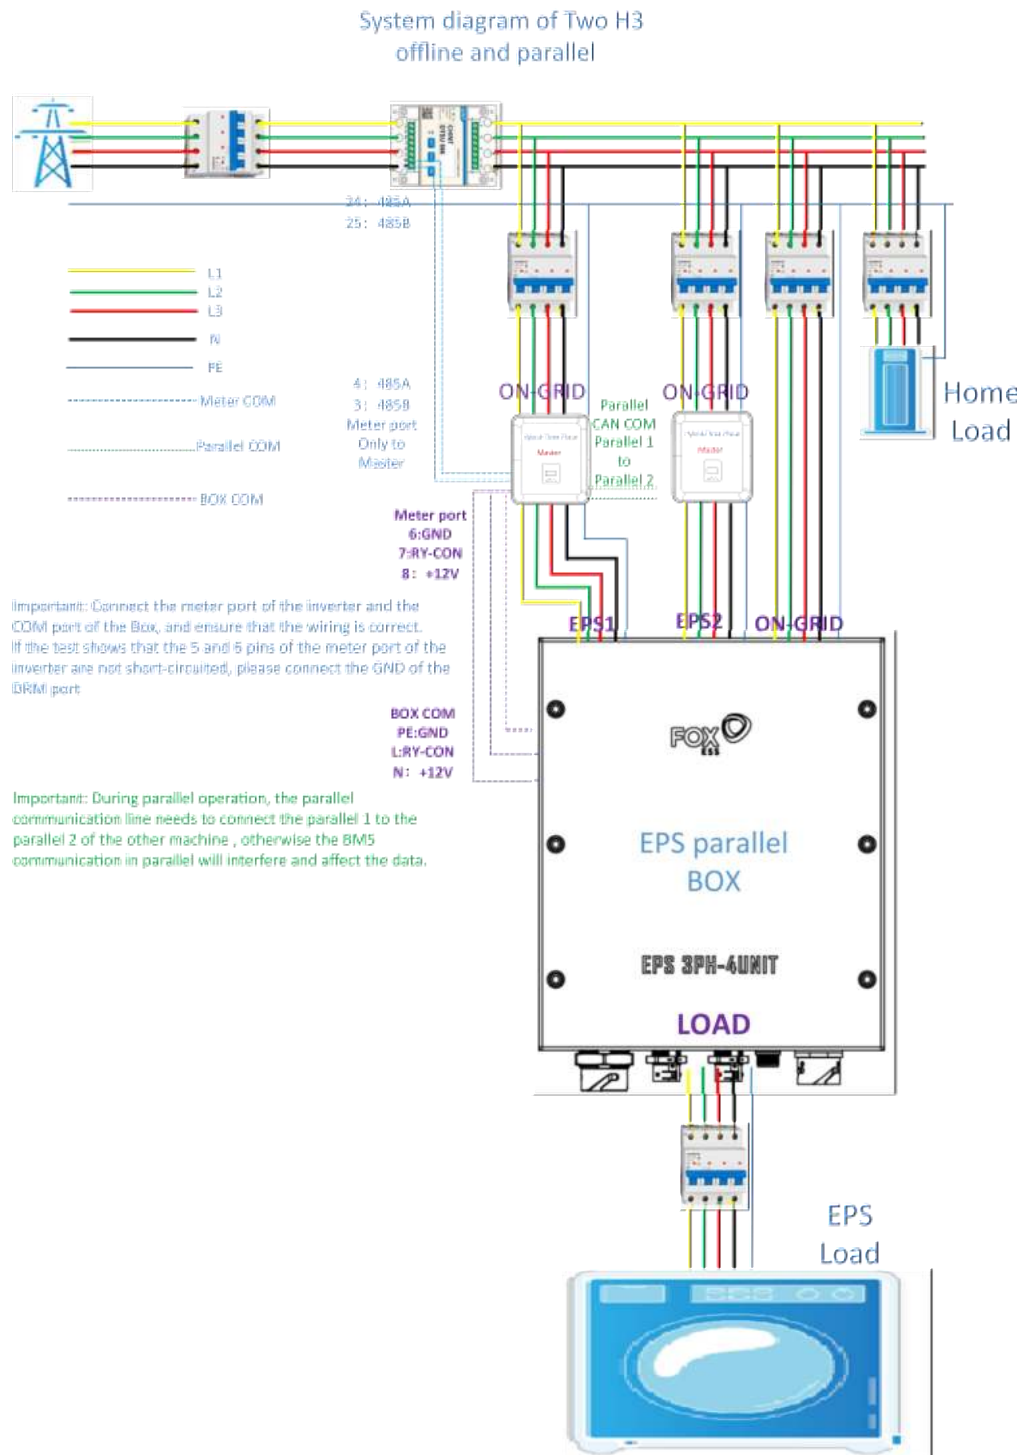 System diagram of Two H3
offline and parallel
CHINT
24: 485A
25: 485B
L1
L2
L3
N
PE
Meter COM
Parallel COM
BOX COM
4: 485A
3: 485B
Meter port
Only to
Master
ON-GRID
ON-GRID
Parallel
CAN COM
Parallel 1
to
Parallel 2
Master
Master
Home
Load
Meter port
6:GND
7:RY-CON
8: +12V
Important: Connect the meter port of the inverter and the
COM port of the Box, and ensure that the wiring is correct.
If the test shows that the 5 and 6 pins of the meter port of the
inverter are not short-circuited, please connect the GND of the
DRM port
EPS1
EPS2
ON-GRID
BOX COM
PE:GND
L:RY-CON
N: +12V
FOX
ESS
Important: During parallel operation, the parallel
communication line needs to connect the parallel 1 to the
parallel 2 of the other machine , otherwise the BMS
communication in parallel will interfere and affect the data.
EPS parallel
BOX
EPS 3PH-4UNIT
LOAD
EPS
Load